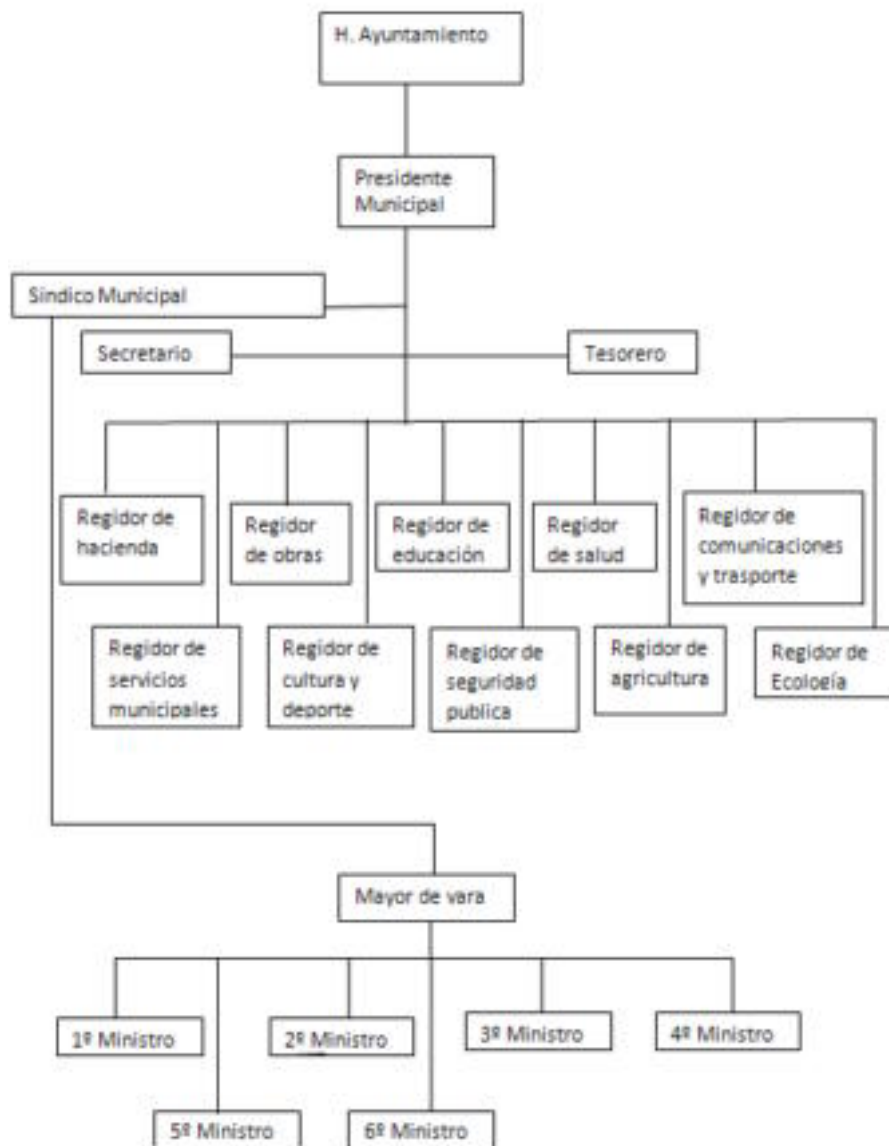 H. Ayuntamiento
Presidente
Municipal
Síndico Municipal
Secretario
Tesorero
Regidor de
hacienda
Regidor
de obras
Regidor de
educación
Regidor
de salud
Regidor de
comunicaciones
y trasporte
Regidor de
servicios
municipales
Regidor de
cultura y
deporte
Regidor de
seguridad
publica
Regidor de
agricultura
Regidor de
Ecología
Mayor de vara
1º Ministro
2º Ministro
3º Ministro
4º Ministro
5º Ministro
6º Ministro